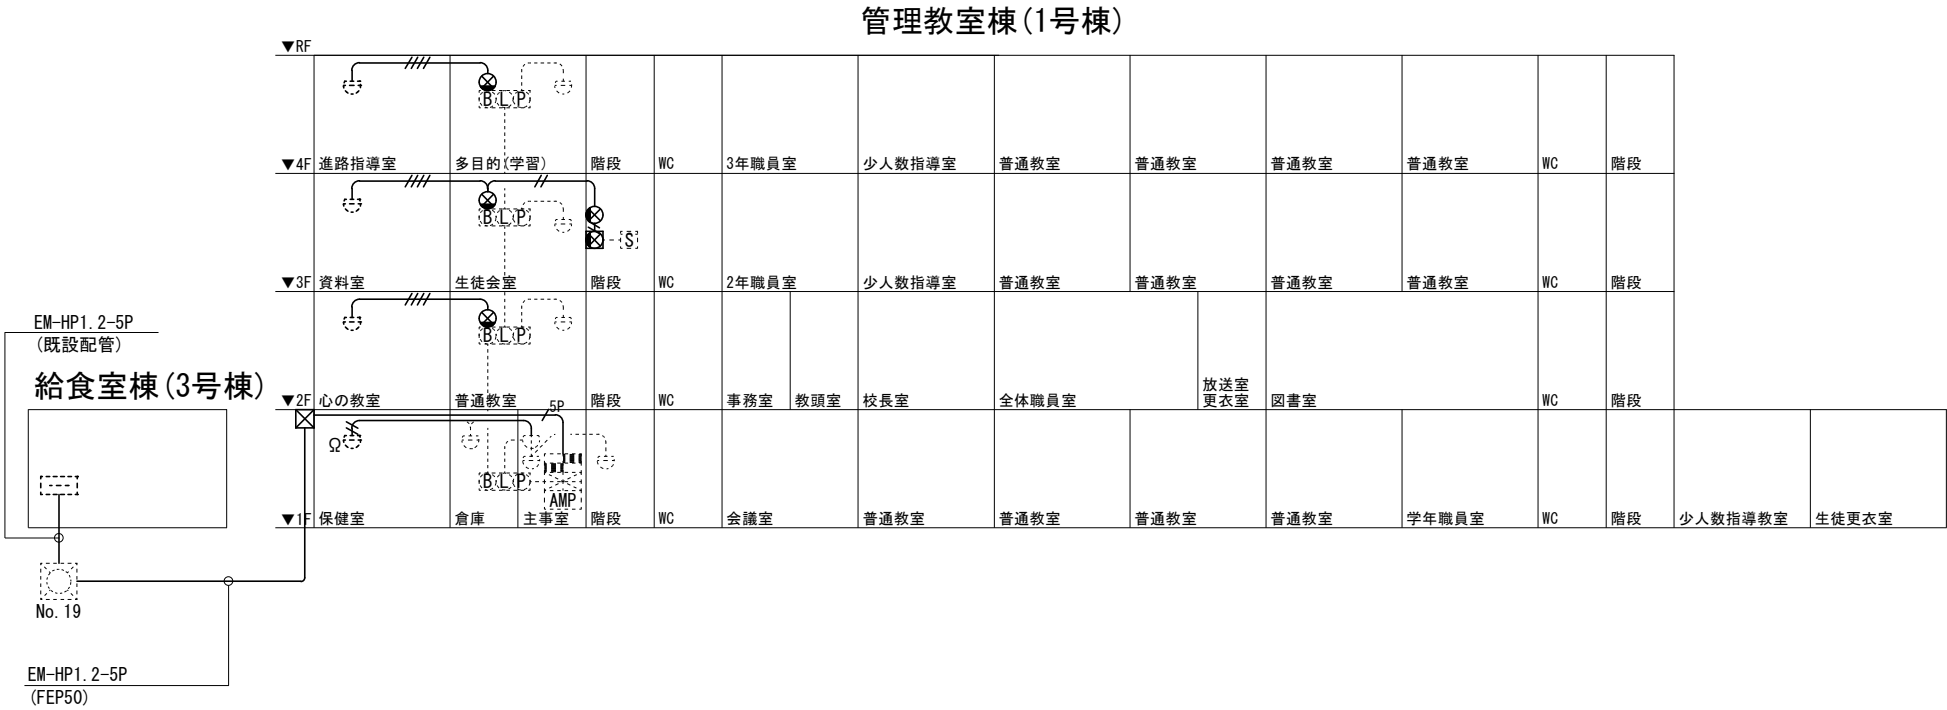 管理教室棟(1号棟)
▼RF
B L P
▼4F 進路指導室 多目的(学習) 階段 WC 3年職員室 少人数指導室 普通教室 普通教室 普通教室 普通教室 WC 階段
B L P
S
▼3F 資料室 生徒会室 階段 WC 2年職員室 少人数指導室 普通教室 普通教室 普通教室 普通教室 WC 階段
EM-HP1.2-5P
(既設配管)
B L P
給食室棟(3号棟)
放送室
▼2F 心の教室 普通教室 階段 WC 事務室 教頭室 校長室 全体職員室 更衣室 図書室 WC 階段
5P
Ω
B L P
AMP
▼1F 保健室 倉庫 主事室 階段 WC 会議室 普通教室 普通教室 普通教室 普通教室 学年職員室 WC 階段 少人数指導教室 生徒更衣室
No.19
EM-HP1.2-5P
(FEP50)